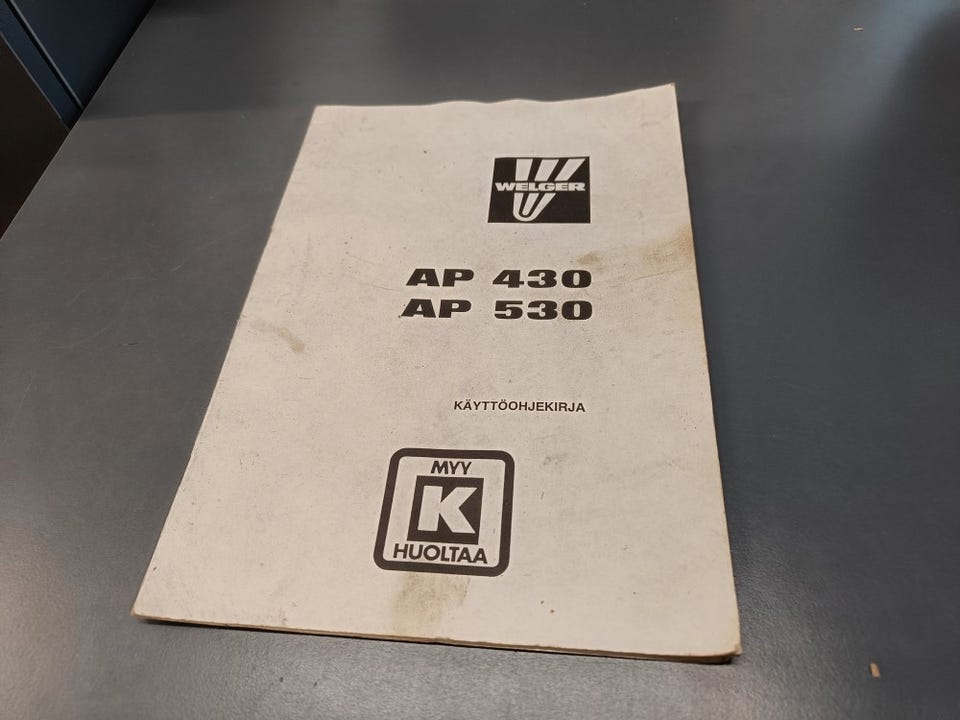 WELGER
AP 430
AP 530
KÄYTTÖOHJEKIRJA
MYY
K
HUOLTAA